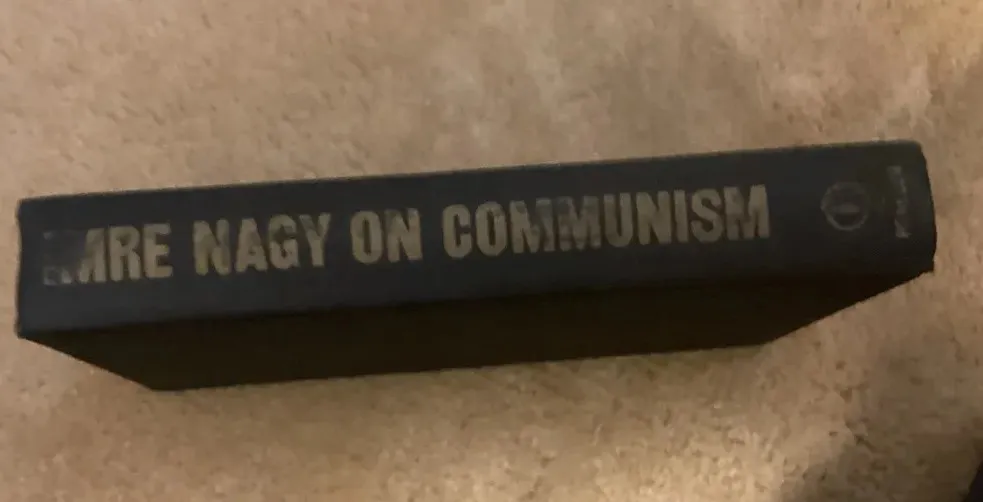 IMRE NAGY ON COMMUNISM